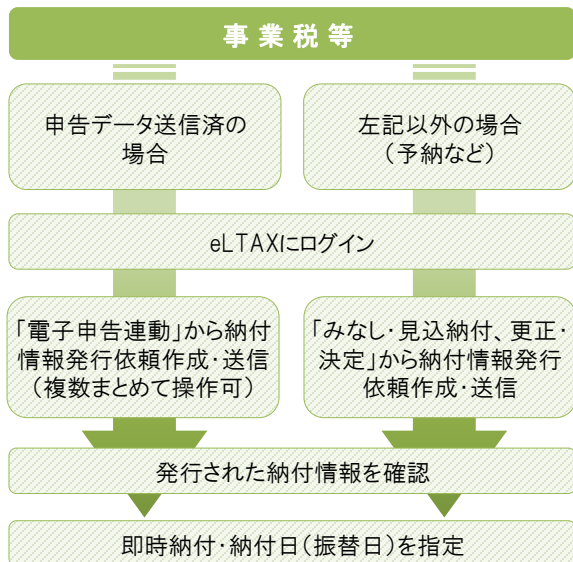 事業税等
申告データ送信済の
場合
左記以外の場合
（予納など）
eLTAXにログイン
「電子申告連動」から納付
情報発行依頼作成・送信
（複数まとめて操作可）
「みなし・見込納付、更正・
決定」から納付情報発行
依頼作成・送信
発行された納付情報を確認
即時納付・納付日（振替日）を指定